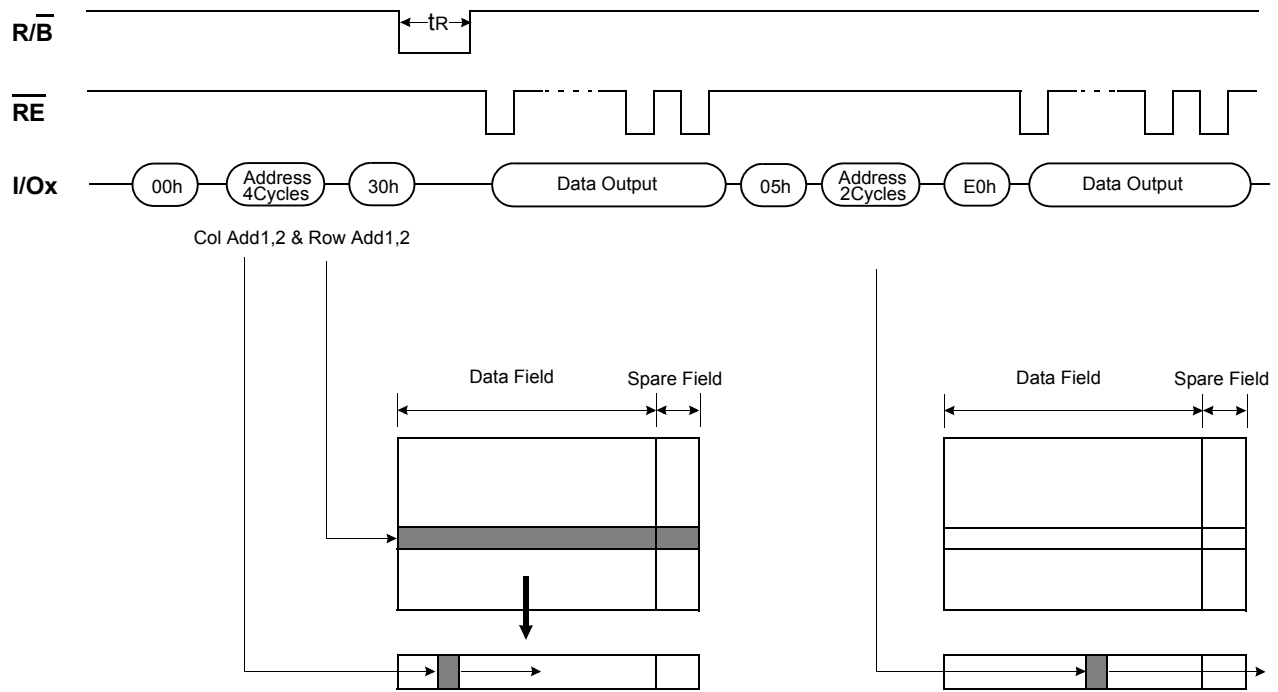 R/B̅
tR
R̅E̅
I/Ox
00h
Address
4Cycles
30h
Data Output
05h
Address
2Cycles
E0h
Data Output
Col Add1,2 & Row Add1,2
Data Field
Spare Field
Data Field
Spare Field